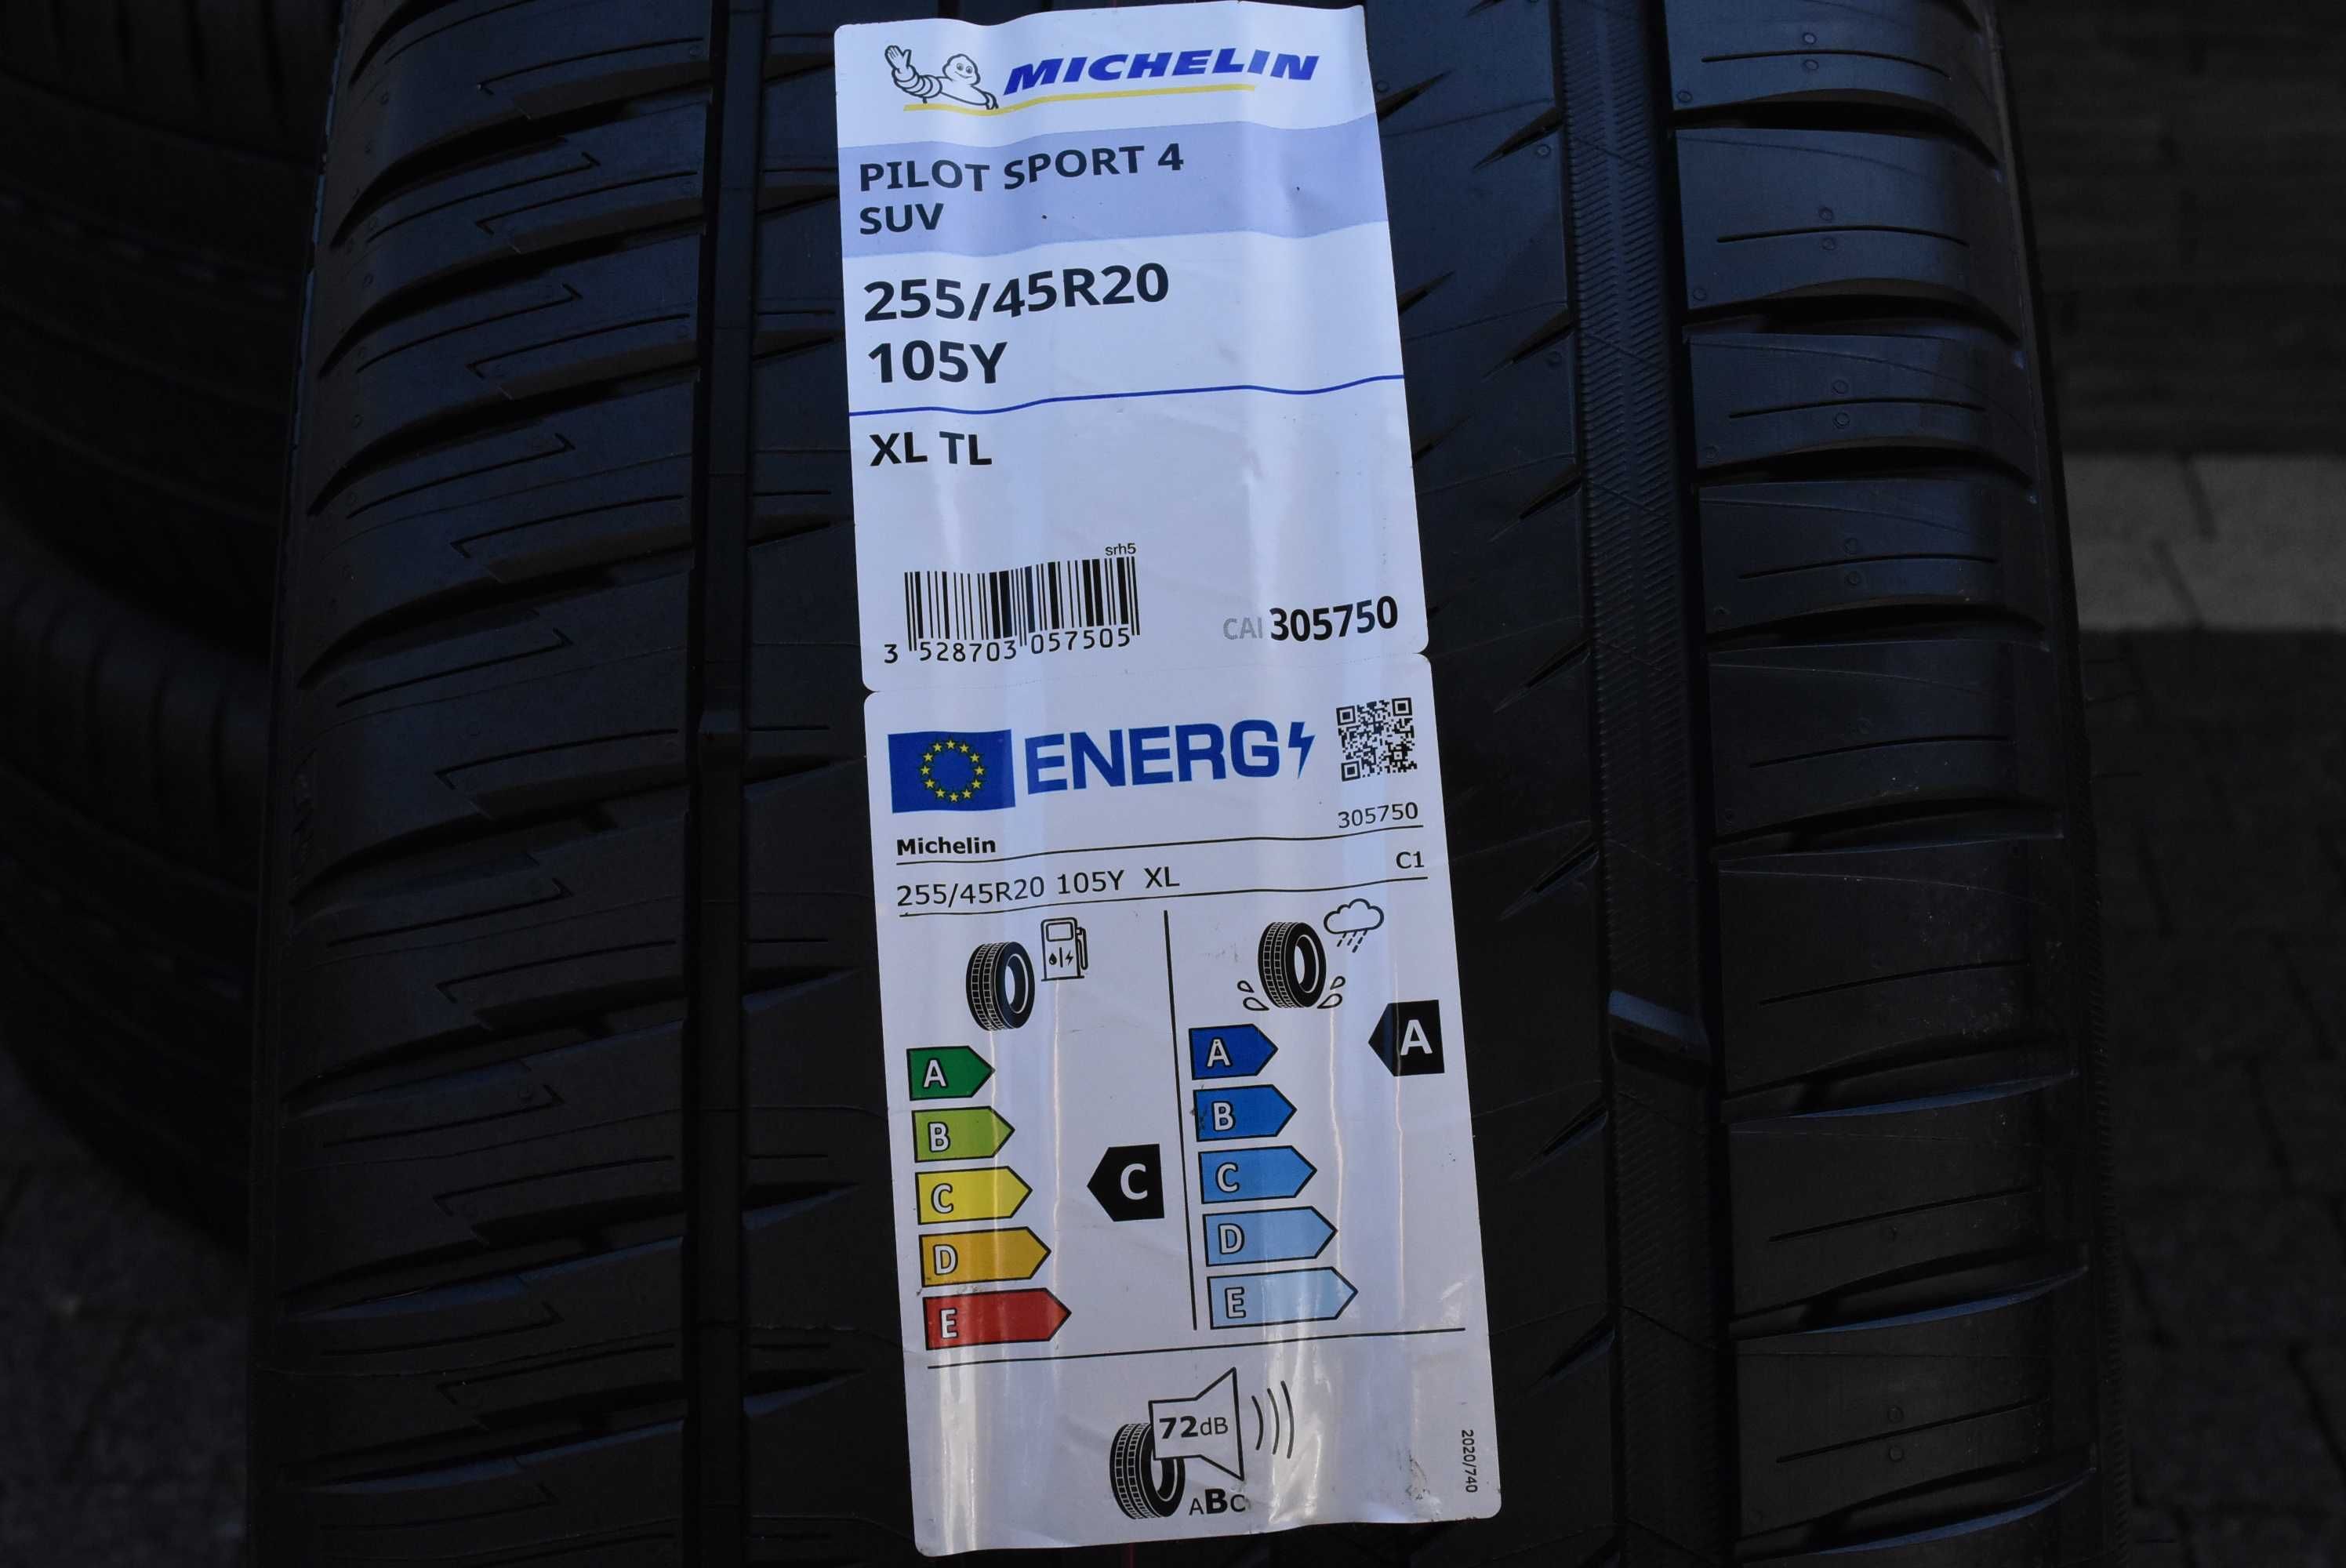 MICHELIN
PILOT SPORT 4
SUV
255/45R20
105Y
XL TL
srh5
3 528703 057505
CAI 305750
ENERG
305750
Michelin
255/45R20 105Y XL
C1
A
B
C
D
E
C
A
B
C
D
E
A
72dB
ABC
2020/740